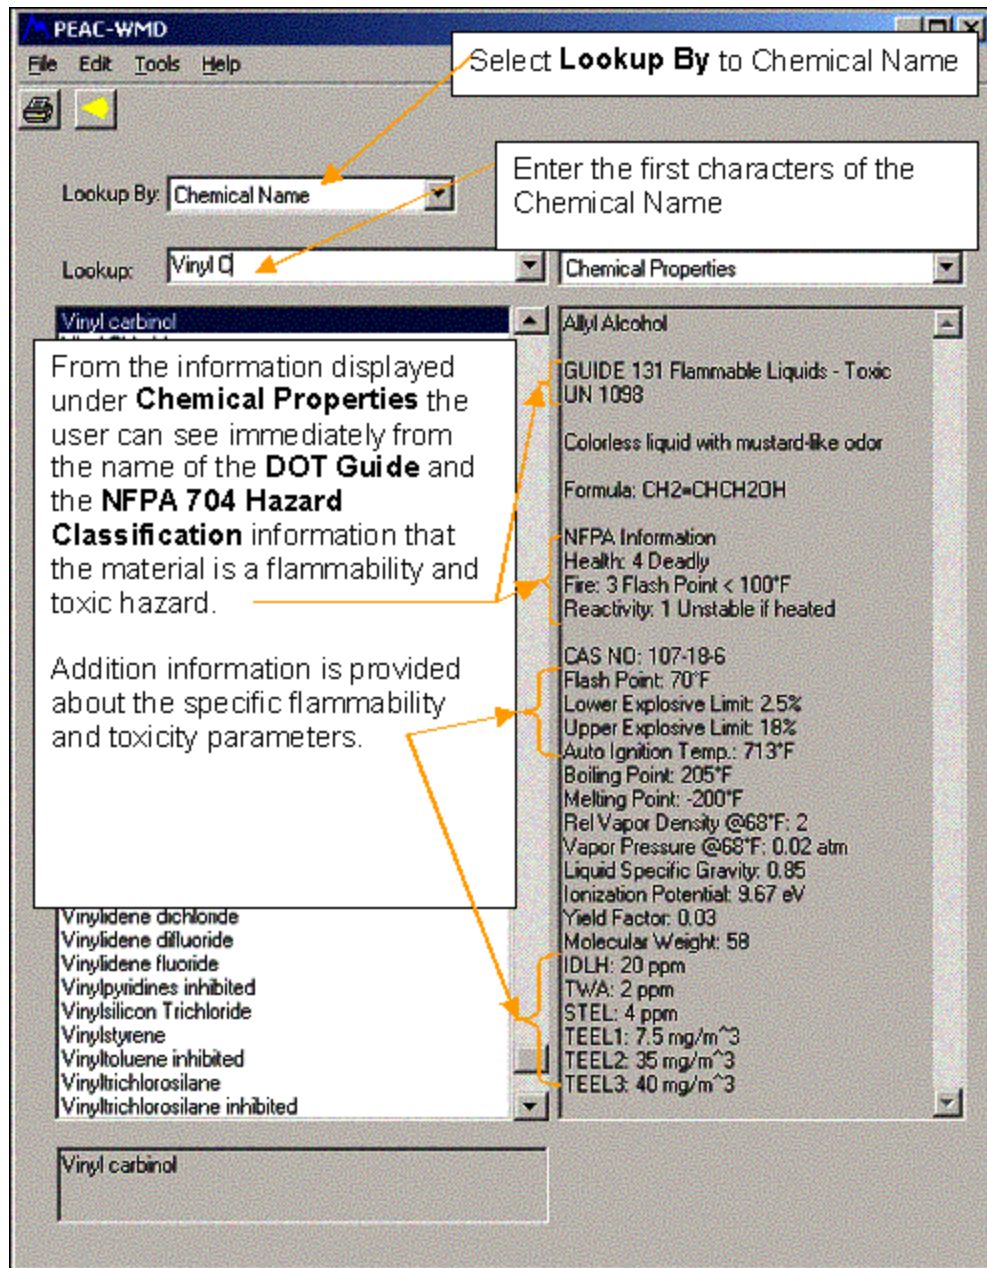 PEAC-WMD
File Edit Tools Help
Select Lookup By to Chemical Name
Enter the first characters of the
Chemical Name
Lookup By: Chemical Name
Lookup: Vinyl C
Chemical Properties
Vinyl carbinol
From the information displayed
under Chemical Properties the
user can see immediately from
the name of the DOT Guide and
the NFPA 704 Hazard
Classification information that
the material is a flammability and
toxic hazard.
Addition information is provided
about the specific flammability
and toxicity parameters.
Vinylidene dichloride
Vinylidene difluoride
Vinylidene fluoride
Vinylpyridines inhibited
Vinylsilicon Trichloride
Vinylstyrene
Vinyltoluene inhibited
Vinyltrichlorosilane
Vinyltrichlorosilane inhibited
Allyl Alcohol
GUIDE 131 Flammable Liquids - Toxic
UN 1098
Colorless liquid with mustard-like odor
Formula: CH2=CHCH2OH
NFPA Information
Health: 4 Deadly
Fire: 3 Flash Point < 100°F
Reactivity: 1 Unstable if heated
CAS NO: 107-18-6
Flash Point: 70°F
Lower Explosive Limit: 2.5%
Upper Explosive Limit: 18%
Auto Ignition Temp.: 713°F
Boiling Point: 205°F
Melting Point: -200°F
Rel Vapor Density @68°F: 2
Vapor Pressure @68°F: 0.02 atm
Liquid Specific Gravity: 0.85
Ionization Potential: 9.67 eV
Yield Factor: 0.03
Molecular Weight: 58
IDLH: 20 ppm
TWA: 2 ppm
STEL: 4 ppm
TEEL1: 7.5 mg/m^3
TEEL2: 35 mg/m^3
TEEL3: 40 mg/m^3
Vinyl carbinol